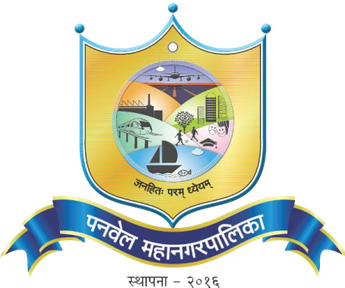 जनहितः परम् ध्येयम्
पनवेल महानगरपालिका
स्थापना - २०१६